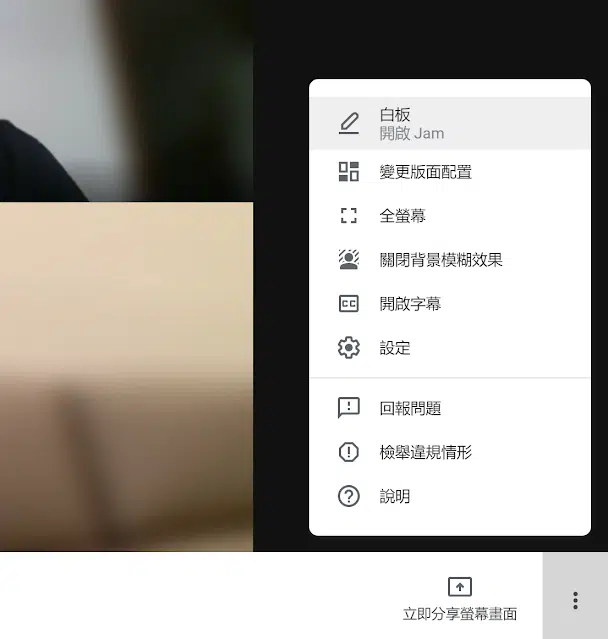 白板
開啟 Jam
變更版面配置
全螢幕
關閉背景模糊效果
開啟字幕
設定
回報問題
檢舉違規情形
說明
立即分享螢幕畫面